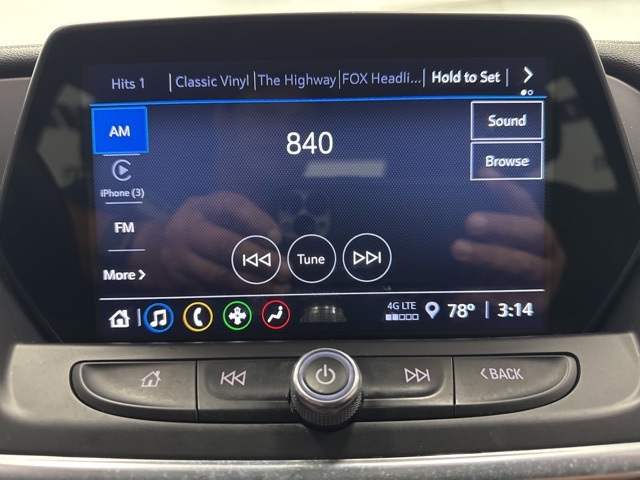 Hits 1 Classic Vinyl The Highway FOX Headli... Hold to Set
AM
840
Sound
Browse
iPhone (3)
FM
Tune
More
4G LTE
78° 3:14
BACK